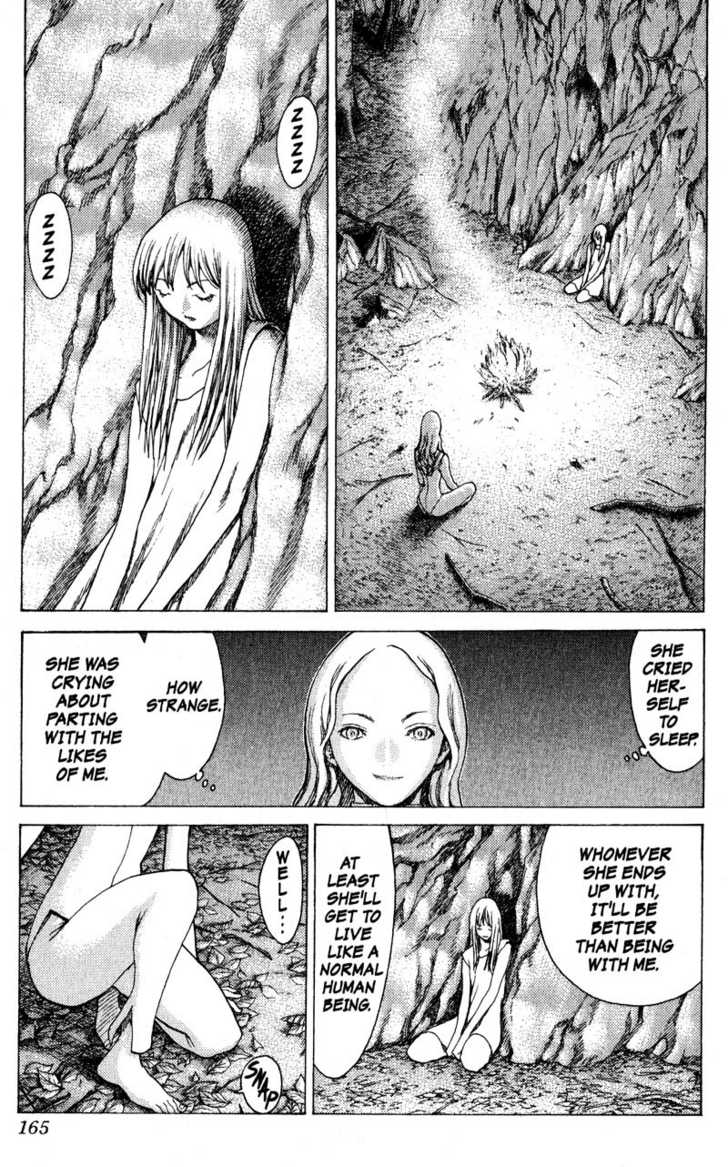 ZZZZ
ZZZZ
SHE
CRIED
HER-
SELF
TO
SLEEP.
HOW
STRANGE.
SHE WAS
CRYING
ABOUT
PARTING
WITH THE
LIKES
OF ME.
WHOMEVER
SHE ENDS
UP WITH,
IT'LL BE
BETTER
THAN BEING
WITH ME.
AT
LEAST
SHE'LL
GET TO
LIVE
LIKE A
NORMAL
HUMAN
BEING.
WELL...
SNAP
165